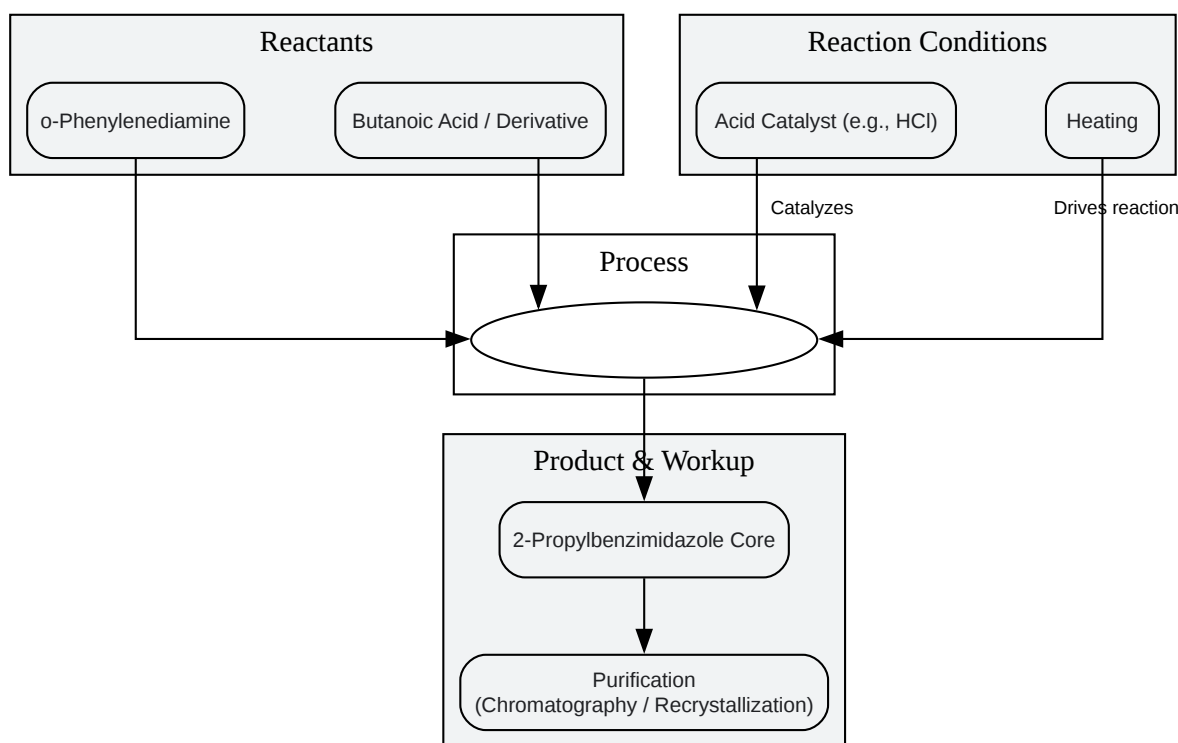 Reactants
Reaction Conditions
o-Phenylenediamine
Butanoic Acid / Derivative
Acid Catalyst (e.g., HCl)
Heating
Catalyzes
Drives reaction
Process
Product & Workup
2-Propylbenzimidazole Core
Purification
(Chromatography / Recrystallization)